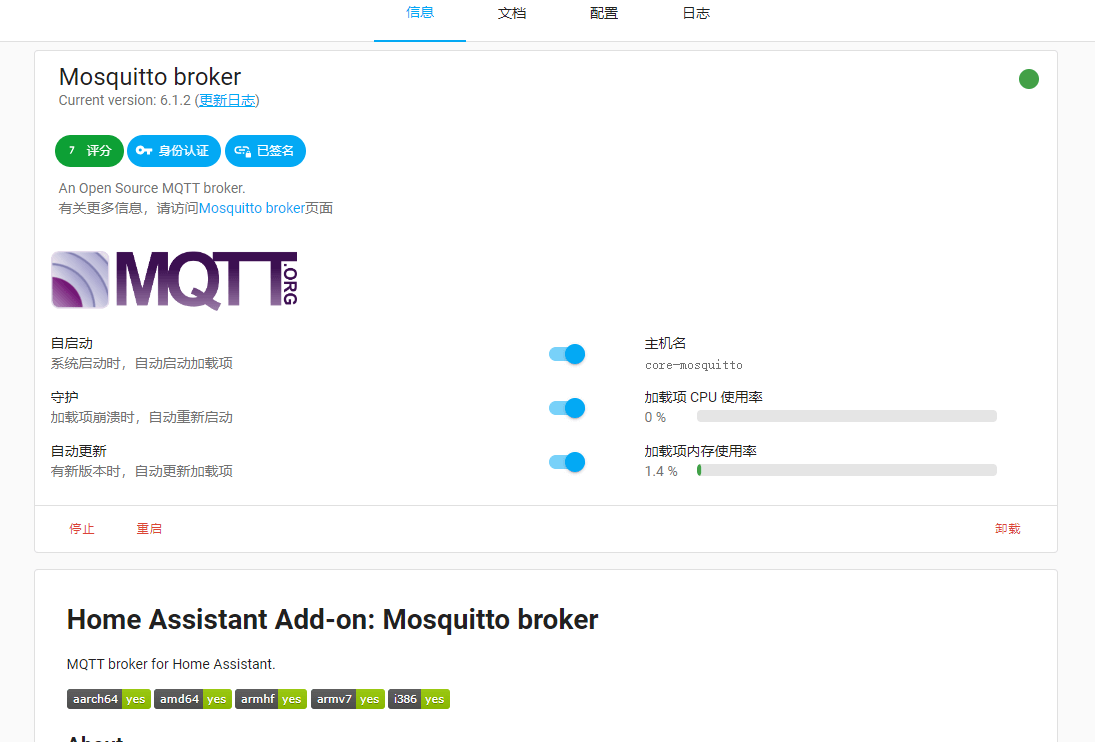 信息 文档 配置 日志
Mosquitto broker
Current version: 6.1.2 (更新日志)
7 评分 身份认证 已签名
An Open Source MQTT broker.
有关更多信息，请访问Mosquitto broker页面
MQTT.ORG
自启动
系统启动时，自动启动加载项
主机名
core-mosquitto
守护
加载项崩溃时，自动重新启动
加载项 CPU 使用率
0 %
自动更新
有新版本时，自动更新加载项
加载项内存使用率
1.4 %
停止 重启 卸载
Home Assistant Add-on: Mosquitto broker
MQTT broker for Home Assistant.
aarch64 yes amd64 yes armhf yes armv7 yes i386 yes
About